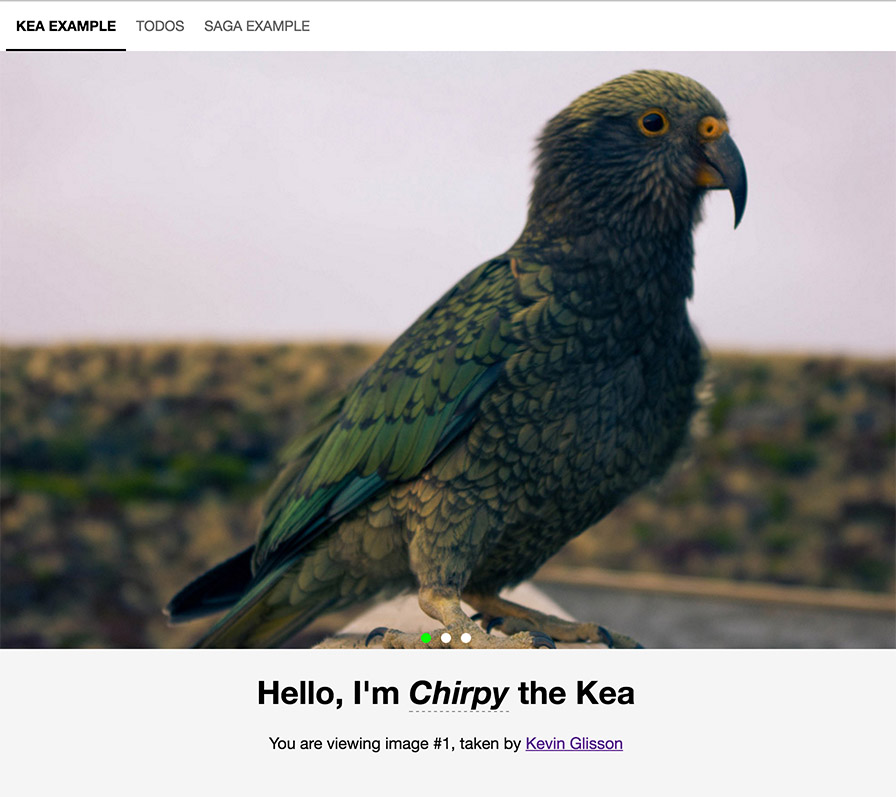 KEA EXAMPLE TODOS SAGA EXAMPLE
Hello, I'm Chirpy the Kea
You are viewing image #1, taken by Kevin Glisson